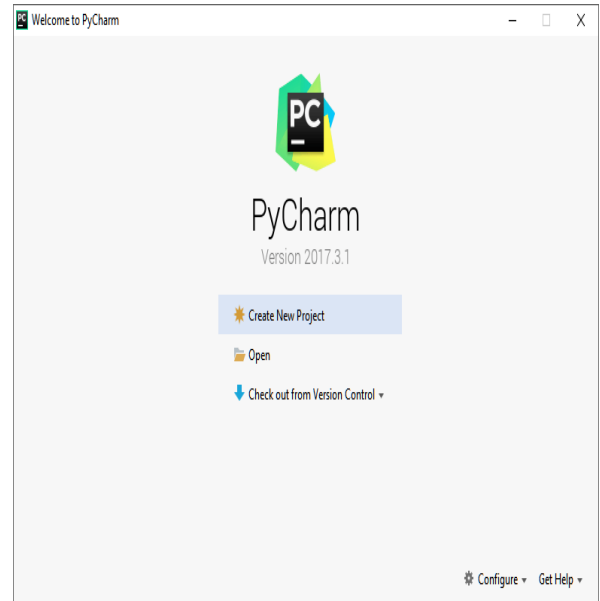 PC Welcome to PyCharm
PC
PyCharm
Version 2017.3.1
Create New Project
Open
Check out from Version Control
Configure Get Help